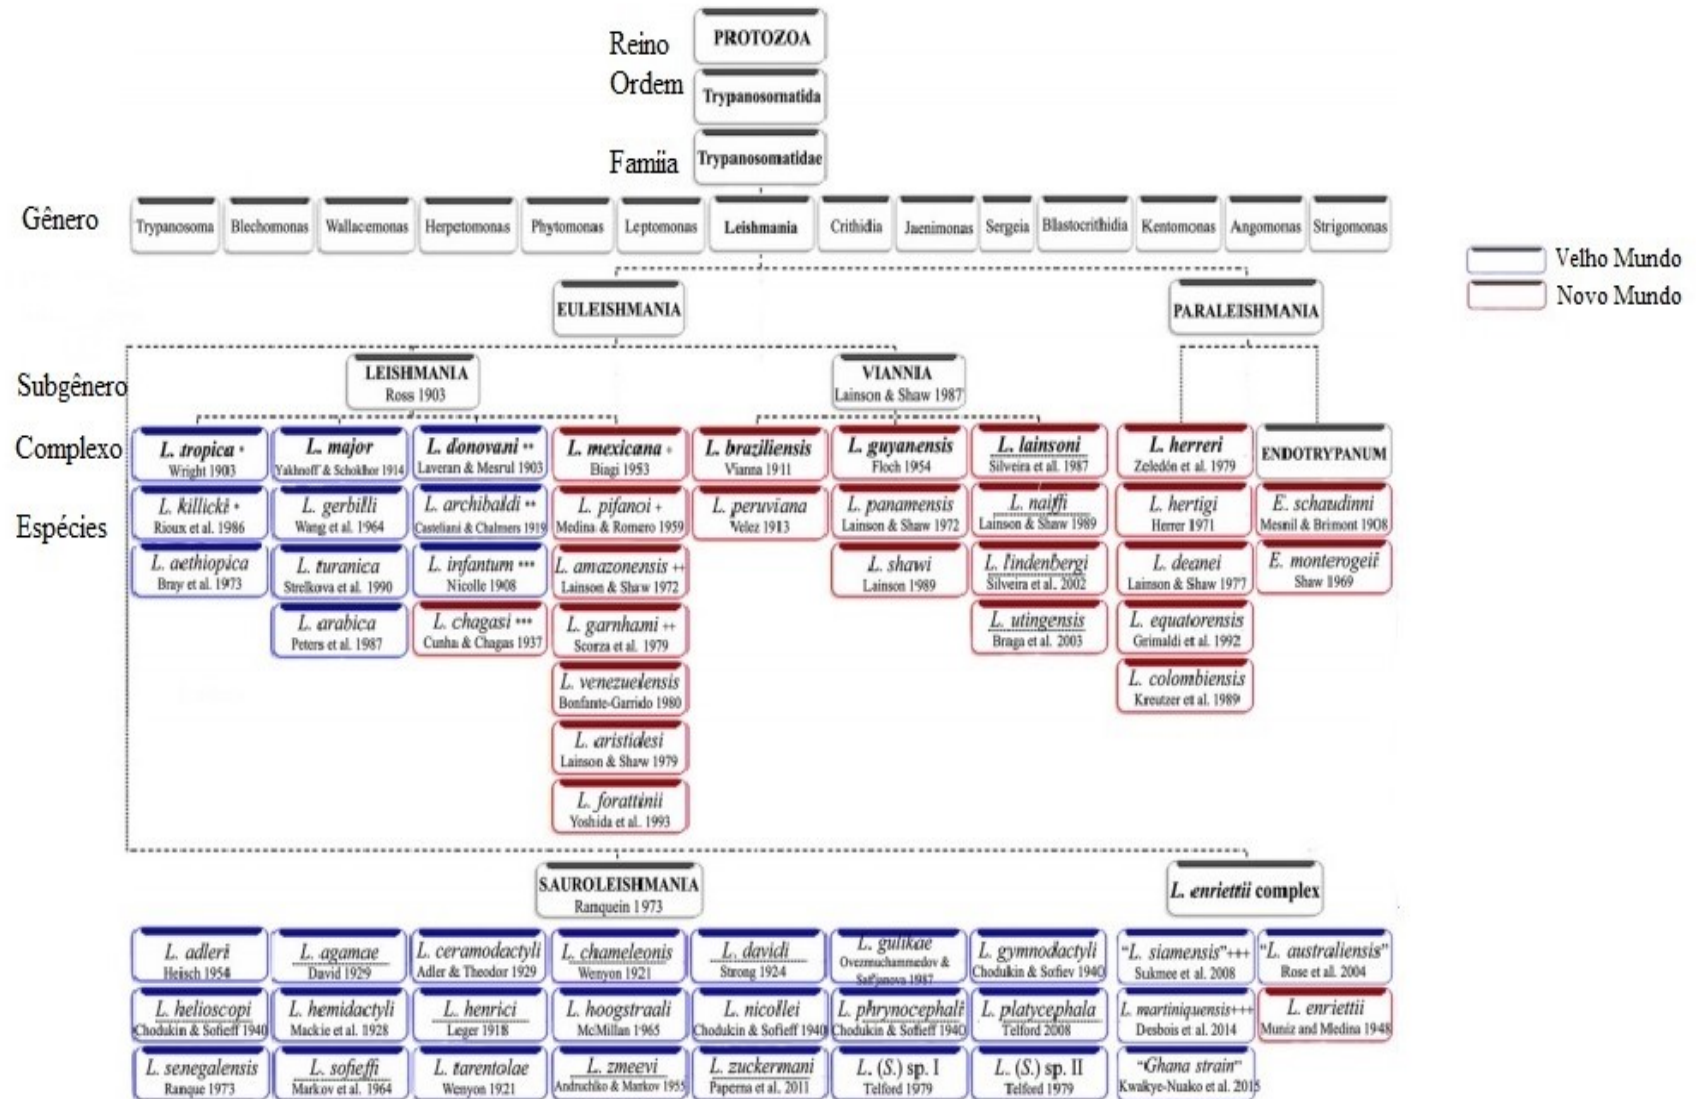 Reino
PROTOZOA
Ordem
Trypanosomatida
Famiia
Trypanosomatidae
Gênero
Trypanosoma
Blechomonas
Wallacemonas
Herpetomonas
Phytomonas
Leptomonas
Leishmania
Crithidia
Jaenimonas
Sergeia
Bllastocrithidia
Kentomonas
Angomonas
Strigomonas
Velho Mundo
Novo Mundo
EULEISHMANIA
PARALEISHMANIA
Subgênero
LEISHMANIA
Ross 1903
VIANNIA
Lainson & Shaw 1987
Complexo
L. tropica *
Wright 1903
L. major
Yakhnoff & Schokhor 1914
L. donovani **
Laveran & Mesrul 1903
L. mexicana +
Biagi 1953
L. braziliensis
Vianna 1911
L. guyanensis
Floch 1954
L. lainsoni
Silveira et al. 1987
L. herreri
Zeledón et al. 1979
ENDOTRYPANUM
Espécies
L. killicki *
Rioux et al. 1986
L. gerbilli
Wang et al. 1964
L. archibaldi **
Casteliani & Chalmers 1919
L. pifanoi +
Medina & Romero 1959
L. peruviana
Velez 1913
L. panamensis
Lainson & Shaw 1972
L. naiffi
Lainson & Shaw 1989
L. hertigi
Herrer 1971
E. schaudinni
Mesnil & Brimont 1908
L. aethiopica
Bray et al. 1973
L. turanica
Strelkova et al. 1990
L. infantum ***
Nicolle 1908
L. amazonensis ++
Lainson & Shaw 1972
L. shawi
Lainson 1989
L. lindenbergi
Silveira et al. 2002
L. deanei
Lainson & Shaw 1977
E. monterogeii
Shaw 1969
L. arabica
Peters et al. 1987
L. chagasi ***
Cunha & Chagas 1937
L. garnhami ++
Scorza et al. 1979
L. utingensis
Braga et al. 2003
L. equatorensis
Grimaldi et al. 1992
L. venezuelensis
Bonfante-Garrido 1980
L. colombiensis
Kreutzer et al. 1989
L. aristidesi
Lainson & Shaw 1979
L. forattinii
Yoshida et al. 1993
SAUROLEISHMANIA
Ranquein 1973
L. enriettii complex
L. adleri
Heisch 1954
L. agamae
David 1929
L. ceramodactyli
Adler & Theodor 1929
L. chameleonis
Wenyon 1921
L. davidi
Strong 1924
L. gulikae
Ovezmuchammedov &
Saf'janova 1987
L. gymnodactyli
Chodukin & Sofiev 1940
"L. siamensis"+++
Sukmee et al. 2008
"L. australiensis"
Rose et al. 2004
L. helioscopi
Chodukin & Sofieff 1940
L. hemidactyli
Mackie et al. 1928
L. henrici
Leger 1918
L. hoogstraali
McMillan 1965
L. nicollei
Chodukin & Sofieff 1940
L. phrynocephali
Chodukin & Sofieff 1940
L. platycephala
Telford 2008
L. martiniquensis+++
Desbois et al. 2014
L. enriettii
Muniz and Medina 1948
L. senegalensis
Ranque 1973
L. sofieffi
Markov et al. 1964
L. tarentolae
Wenyon 1921
L. zmeevi
Andruchko & Markov 1955
L. zuckermani
Paperna et al. 2011
L. (S.) sp. I
Telford 1979
L. (S.) sp. II
Telford 1979
"Ghana strain"
Kwakye-Nuako et al. 2015